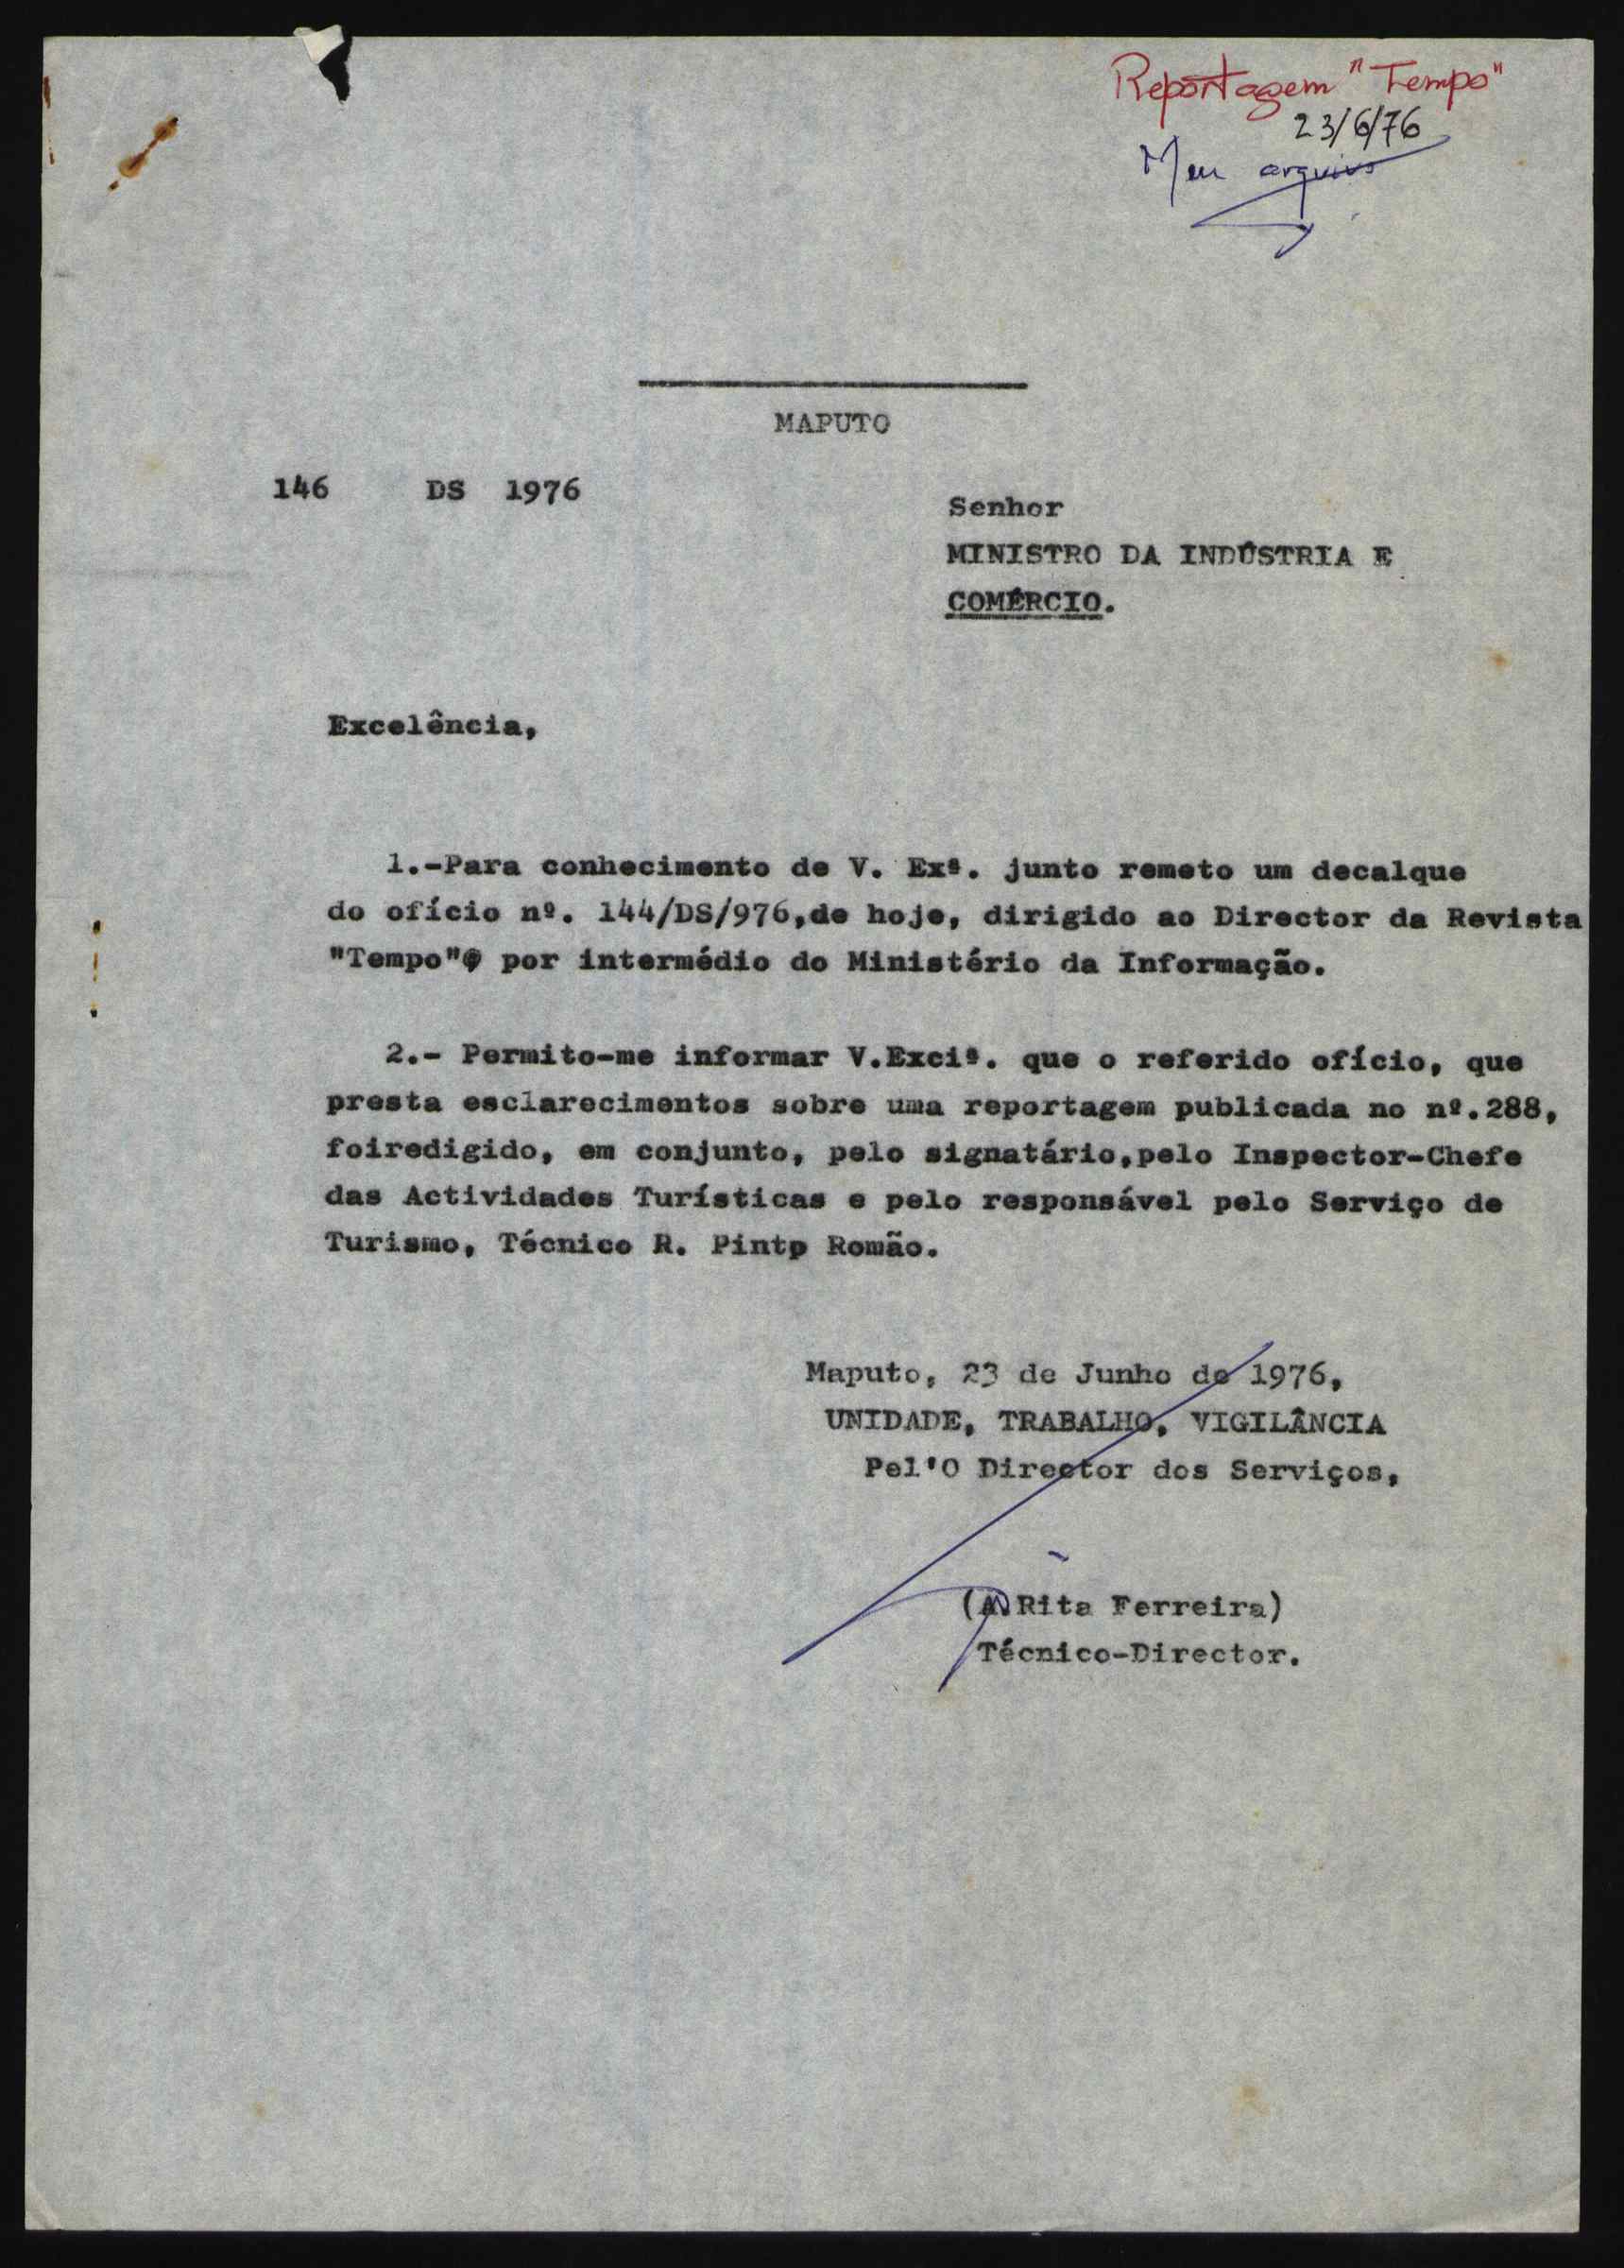 Reportagem "Tempo"
23/6/76
Meu arquivo
MAPUTO
146 DS 1976
Senhor
MINISTRO DA INDÚSTRIA E
COMÉRCIO.
Excelência,
1.-Para conhecimento de V. Exª. junto remeto um decalque
do ofício nº. 144/DS/976,de hoje, dirigido ao Director da Revista
"Tempo" por intermédio do Ministério da Informação.
2.- Permito-me informar V.Exciª. que o referido ofício, que
presta esclarecimentos sobre uma reportagem publicada no nº.288,
foiredigido, em conjunto, pelo signatário,pelo Inspector-Chefe
das Actividades Turísticas e pelo responsável pelo Serviço de
Turismo, Técnico R. Pintp Romão.
Maputo, 23 de Junho de 1976,
UNIDADE, TRABALHO, VIGILÂNCIA
Pel'O Director dos Serviços,
(A.Rita Ferreira)
Técnico-Director.